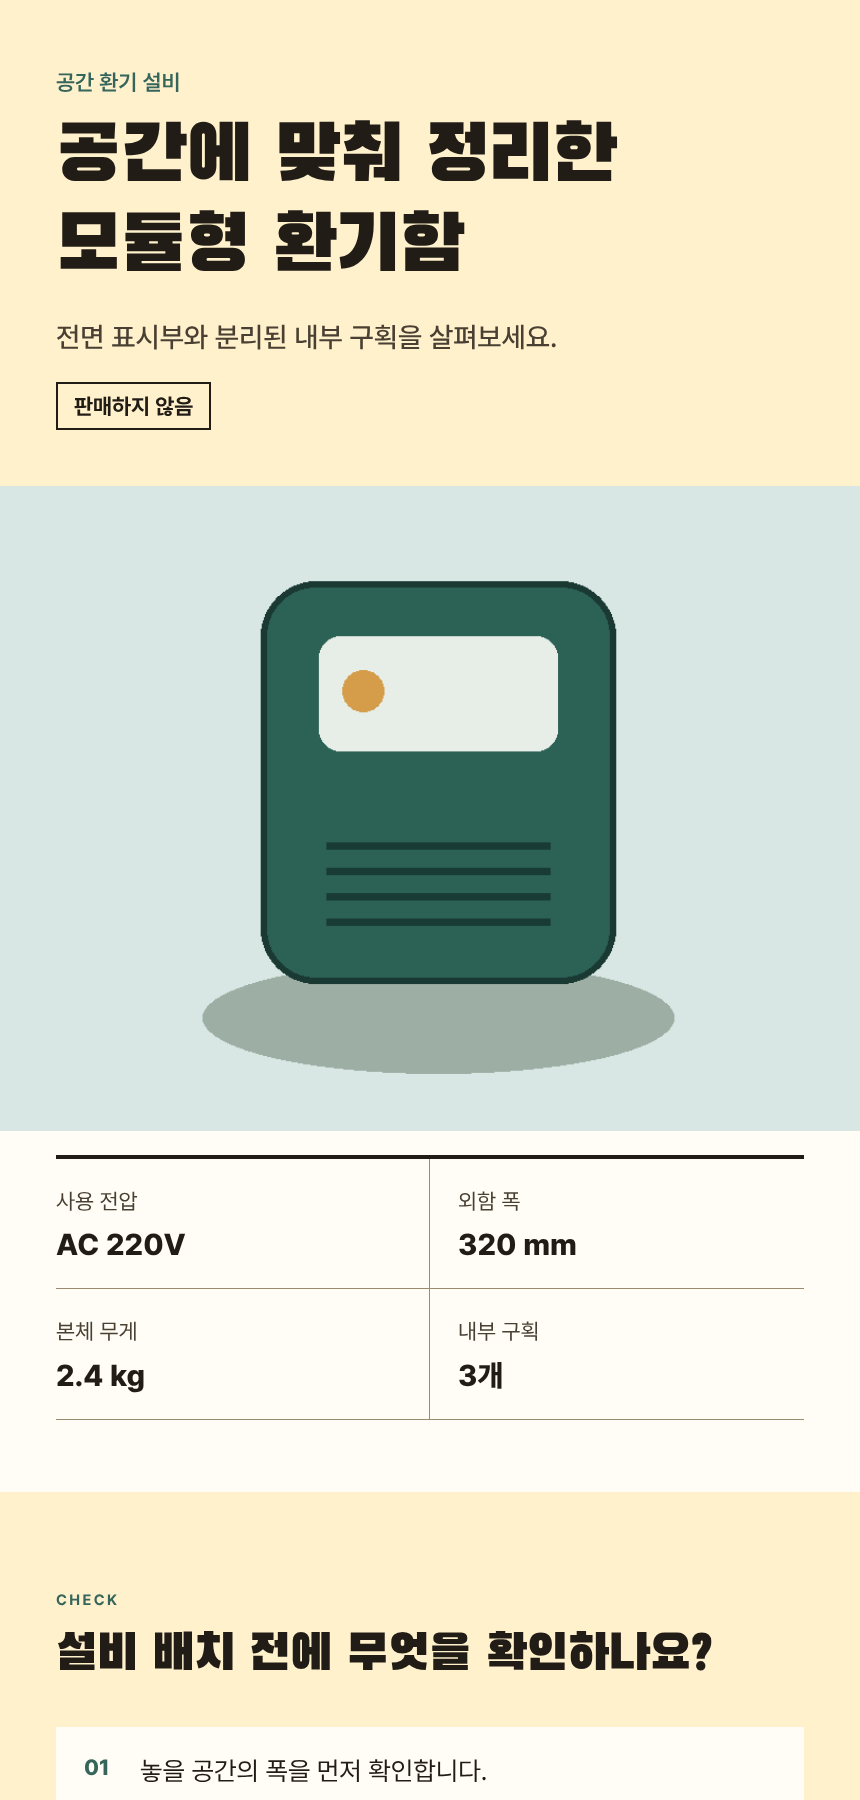 공간 환기 설비
공간에 맞춰 정리한
모듈형 환기함
전면 표시부와 분리된 내부 구획을 살펴보세요.
판매하지 않음
사용 전압
AC 220V
외함 폭
320 mm
본체 무게
2.4 kg
내부 구획
3개
CHECK
설비 배치 전에 무엇을 확인하나요?
01 놓을 공간의 폭을 먼저 확인합니다.